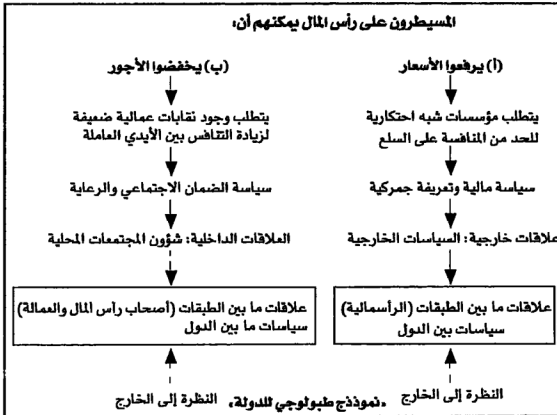 المسيطرون على رأس المال يمكنهم أن:
(أ) يرفعوا الأسعار
يتطلب مؤسسات شبه احتكارية
للحد من المنافسة على السلع
سياسة مالية وتعريفة جمركية
علاقات خارجية: السياسات الخارجية
علاقات ما بين الطبقات (الرأسمالية)
سياسات بين الدول
النظرة إلى الخارج
(ب) يخفضوا الأجور
يتطلب وجود نقابات عمالية ضعيفة
لزيادة التنافس بين الأيدي العاملة
سياسة الضمان الاجتماعي والرعاية
العلاقات الداخلية: شؤون المجتمعات المحلية
علاقات ما بين الطبقات (أصحاب رأس المال والعمالة)
سياسات ما بين الدول
النظرة إلى الخارج
«نموذج طبولوجي للدولة»